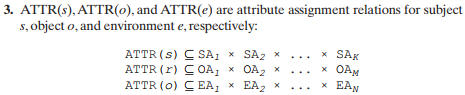 3. ATTR(s), ATTR(o), and ATTR(e) are attribute assignment relations for subject
s, object o, and environment e, respectively:
ATTR(s) ⊆ SA₁ × SA₂ × ... × SAₖ
ATTR(r) ⊆ OA₁ × OA₂ × ... × OAₘ
ATTR(o) ⊆ EA₁ × EA₂ × ... × EAₙ